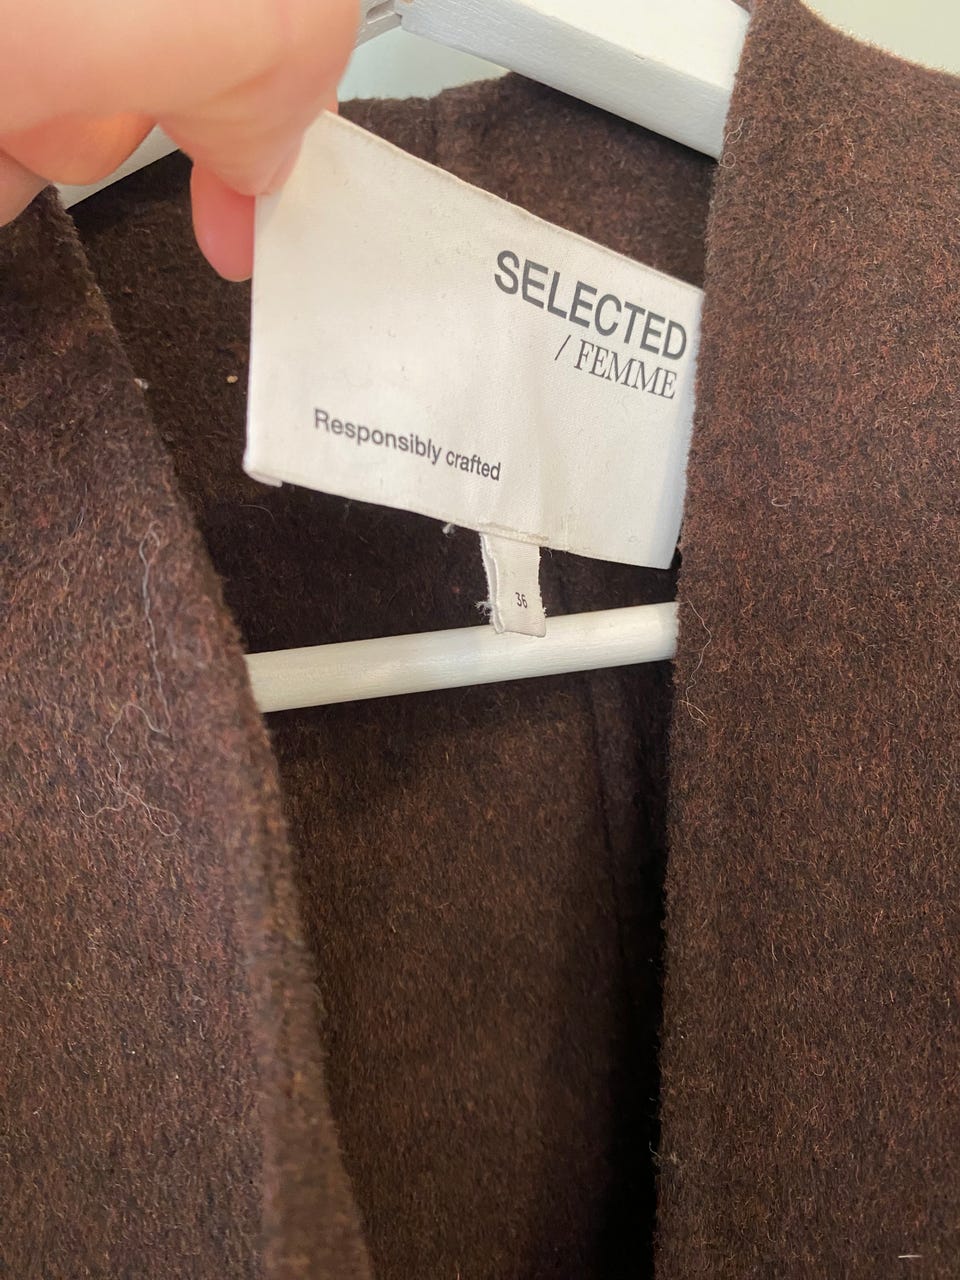 SELECTED
/ FEMME
Responsibly crafted
36